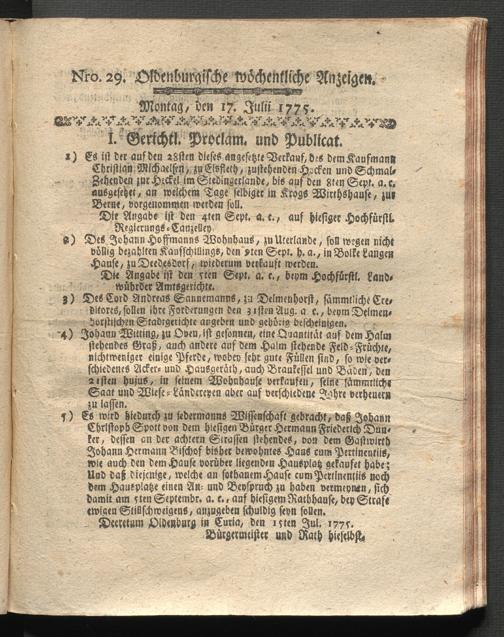 Nro. 29. Oldenburgische wöchentliche Anzeigen.
Montag, den 17. Julii 1775.
I. Gerichtl. Proclam. und Publicat.
1) Es ist der auf den 28sten dieses angesetzte Verkauf, des dem Kaufmann
Christian Michaelsen, zu Elsfleth, zustehenden Hocken und Schmal-
Zehenden zur Heckel im Stedingerlande, bis auf den 8ten Sept. a. c.
ausgesetzet, an welchem Tage selbiger in Krogs Wirthshause, zur
Berne, vorgenommen werden soll.
Die Angabe ist den 4ten Sept. a. c., auf hiesiger Hochfürstl.
Regierungs-Canzelley.
2) Des Johann Hoffmanns Wohnhaus, zu Uterlande, soll wegen nicht
völlig bezahlten Kaufschillings, den 9ten Sept. h. a., in Volke Langen
Hause, zu Dedesdorf, wiederum verkauft werden.
Die Angabe ist den 5ten Sept. a. c., beym Hochfürstl. Land-
wührder Amtsgerichte.
3) Des Cord Andreas Sannemanns, zu Delmenhorst, sämmtliche Cre-
ditores, sollen ihre Forderungen den 31sten Aug. a. c., beym Delmen-
horstischen Stadtgerichte angeben und gehörig bescheinigen.
4) Johann Witting, zu Oven, ist gesonnen, eine Quantität auf dem Halm
stehendes Graß, auch andere auf dem Halm stehende Feld-Früchte,
nichtweniger einige Pferde, wobey sehr gute Füllen sind, so wie ver-
schiedenes Acker- und Hausgeräth, auch Braukessel und Baden, den
21sten hujus, in seinem Wohnhause verkaufen, seine sämmtliche
Saat und Wiese-Ländereyen aber auf verschiedene Jahre verheuern
zu lassen.
5) Es wird hiedurch zu jedermanns Wissenschaft gebracht, daß Johann
Christoph Spott von dem hiesigen Bürger Hermann Friederich Dun-
ker, dessen an der achtern Strassen stehendes, von dem Gastwirth
Johann Hermann Bischof bisher bewohntes Haus cum Pertinentiis,
wie auch den dem Hause vorüber liegenden Hausplatz gekaufet habe;
Und daß diejenige, welche an sothanem Hause cum Pertinentiis noch
dem Hausplatze einen An- und Beyspruch zu haben vermeynen, sich
damit am 5ten Septembr. a. c., auf hiesigem Rathhause, bey Strafe
ewigen Stillschweigens, anzugeben schuldig seyn sollen.
Decretum Oldenburg in Curia, den 15ten Jul. 1775.
Bürgermeister und Rath hieselbst.